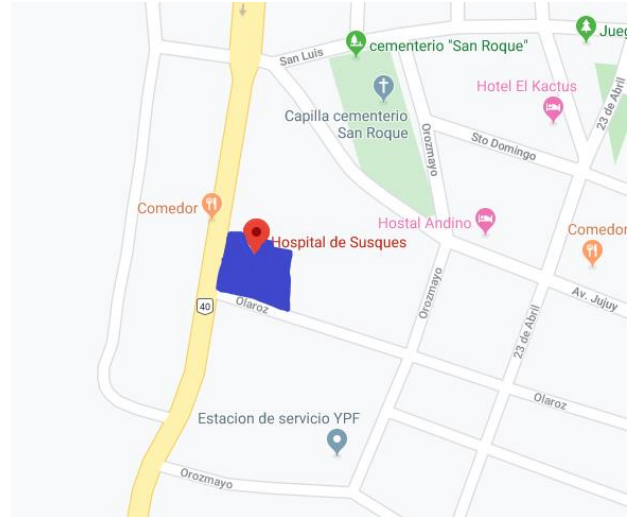 San Luis
cementerio "San Roque"
Jueg
Hotel El Kactus
23 de Abril
Capilla cementerio
San Roque
Orozmayo
Sto Domingo
Comedor
Hostal Andino
Hospital de Susques
Comedor
Orozmayo
Av. Jujuy
40
Olaroz
23 de Abril
Olaroz
Estacion de servicio YPF
Orozmayo